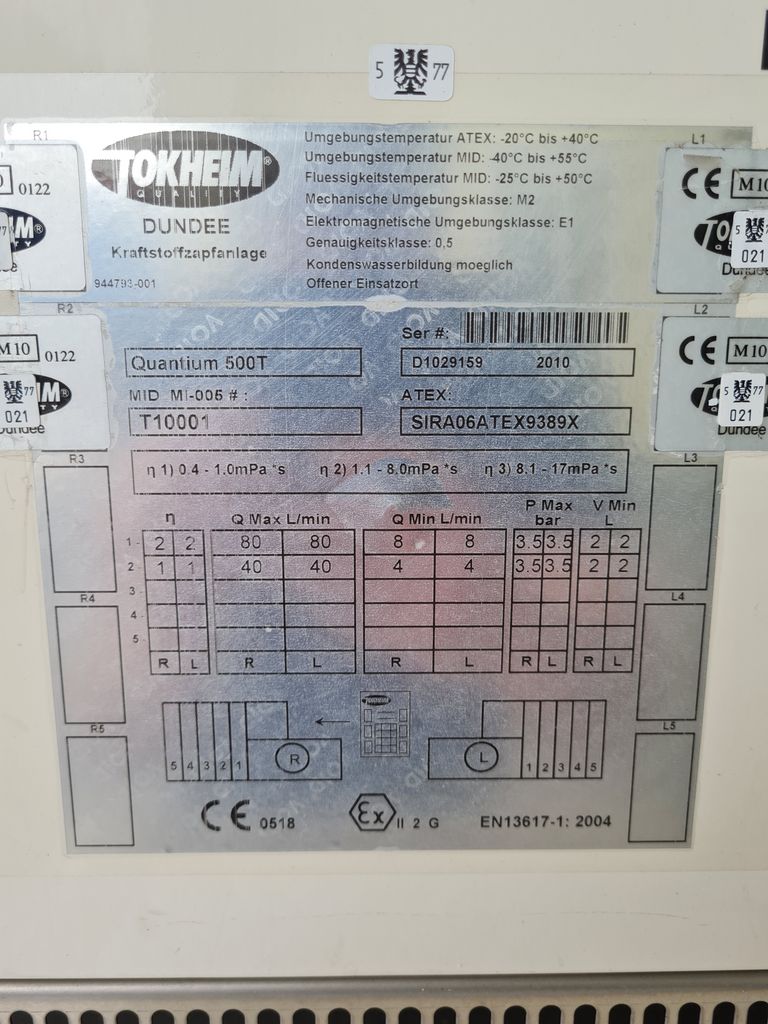 5 77
R1
L1
0122
TOKHEIM®
QUALITY
DUNDEE
Kraftstoffzapfanlage
944793-001
Umgebungstemperatur ATEX: -20°C bis +40°C
Umgebungstemperatur MID: -40°C bis +55°C
Fluessigkeitstemperatur MID: -25°C bis +50°C
Mechanische Umgebungsklasse: M2
Elektromagnetische Umgebungsklasse: E1
Genauigkeitsklasse: 0,5
Kondenswasserbildung moeglich
Offener Einsatzort
CE M10
5 7
021
R2
L2
M10 0122
77
021
Dundee
CE M10
5 77
021
Dundee
Ser #:
Quantium 500T
D1029159 2010
MID MI-005 # :
ATEX:
T10001
SIRA06ATEX9389X
η 1) 0.4 - 1.0mPa *s η 2) 1.1 - 8.0mPa *s η 3) 8.1 - 17mPa *s
R3
L3
η Q Max L/min Q Min L/min P Max bar V Min L
1 2 2 80 80 8 8 3.5 3.5 2 2
2 1 1 40 40 4 4 3.5 3.5 2 2
3
4
5
R L R L R L R L R L
R4
L4
R5
L5
5 4 3 2 1 R
TOKHEIM
L 1 2 3 4 5
CE 0518 Ex II 2 G EN13617-1: 2004